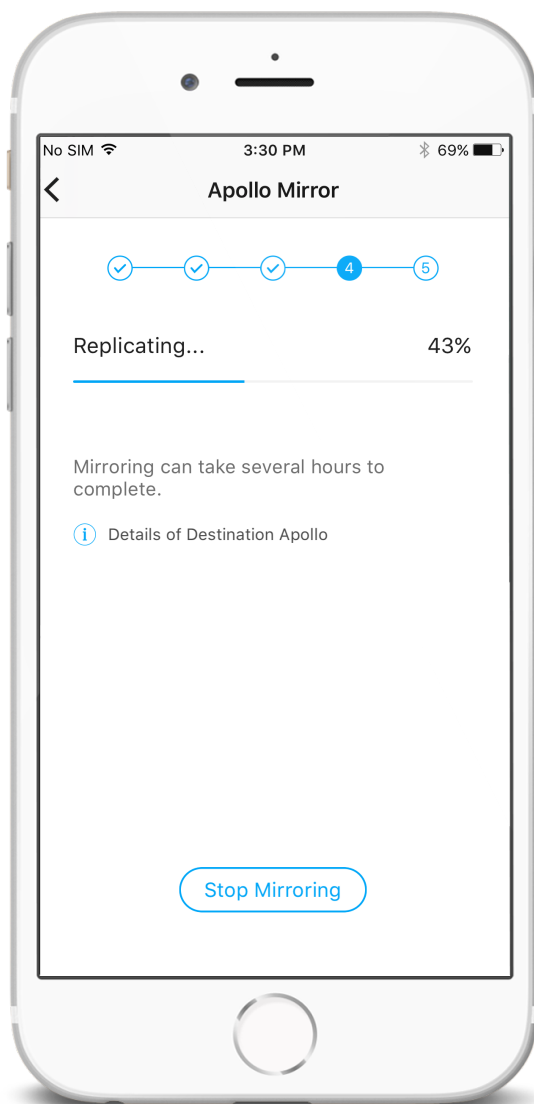 No SIM 3:30 PM 69%
Apollo Mirror
4 5
Replicating... 43%
Mirroring can take several hours to
complete.
i Details of Destination Apollo
Stop Mirroring